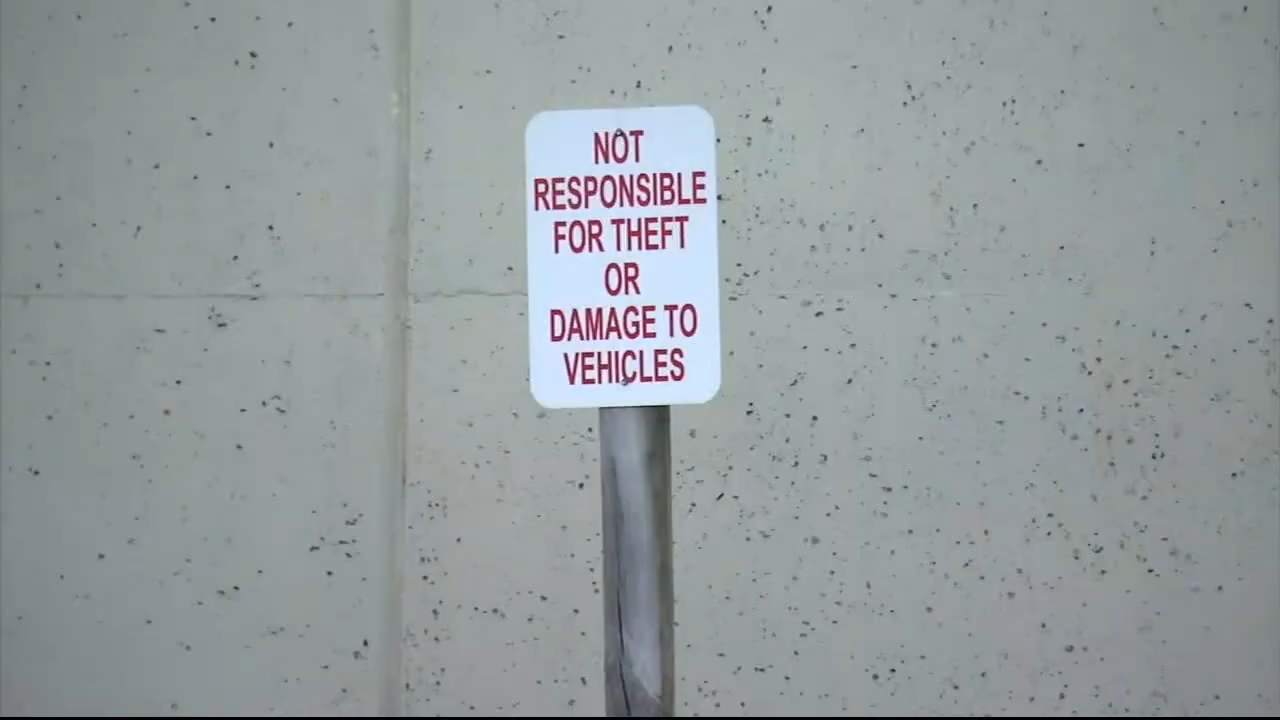 NOT
RESPONSIBLE
FOR THEFT
OR
DAMAGE TO
VEHICLES